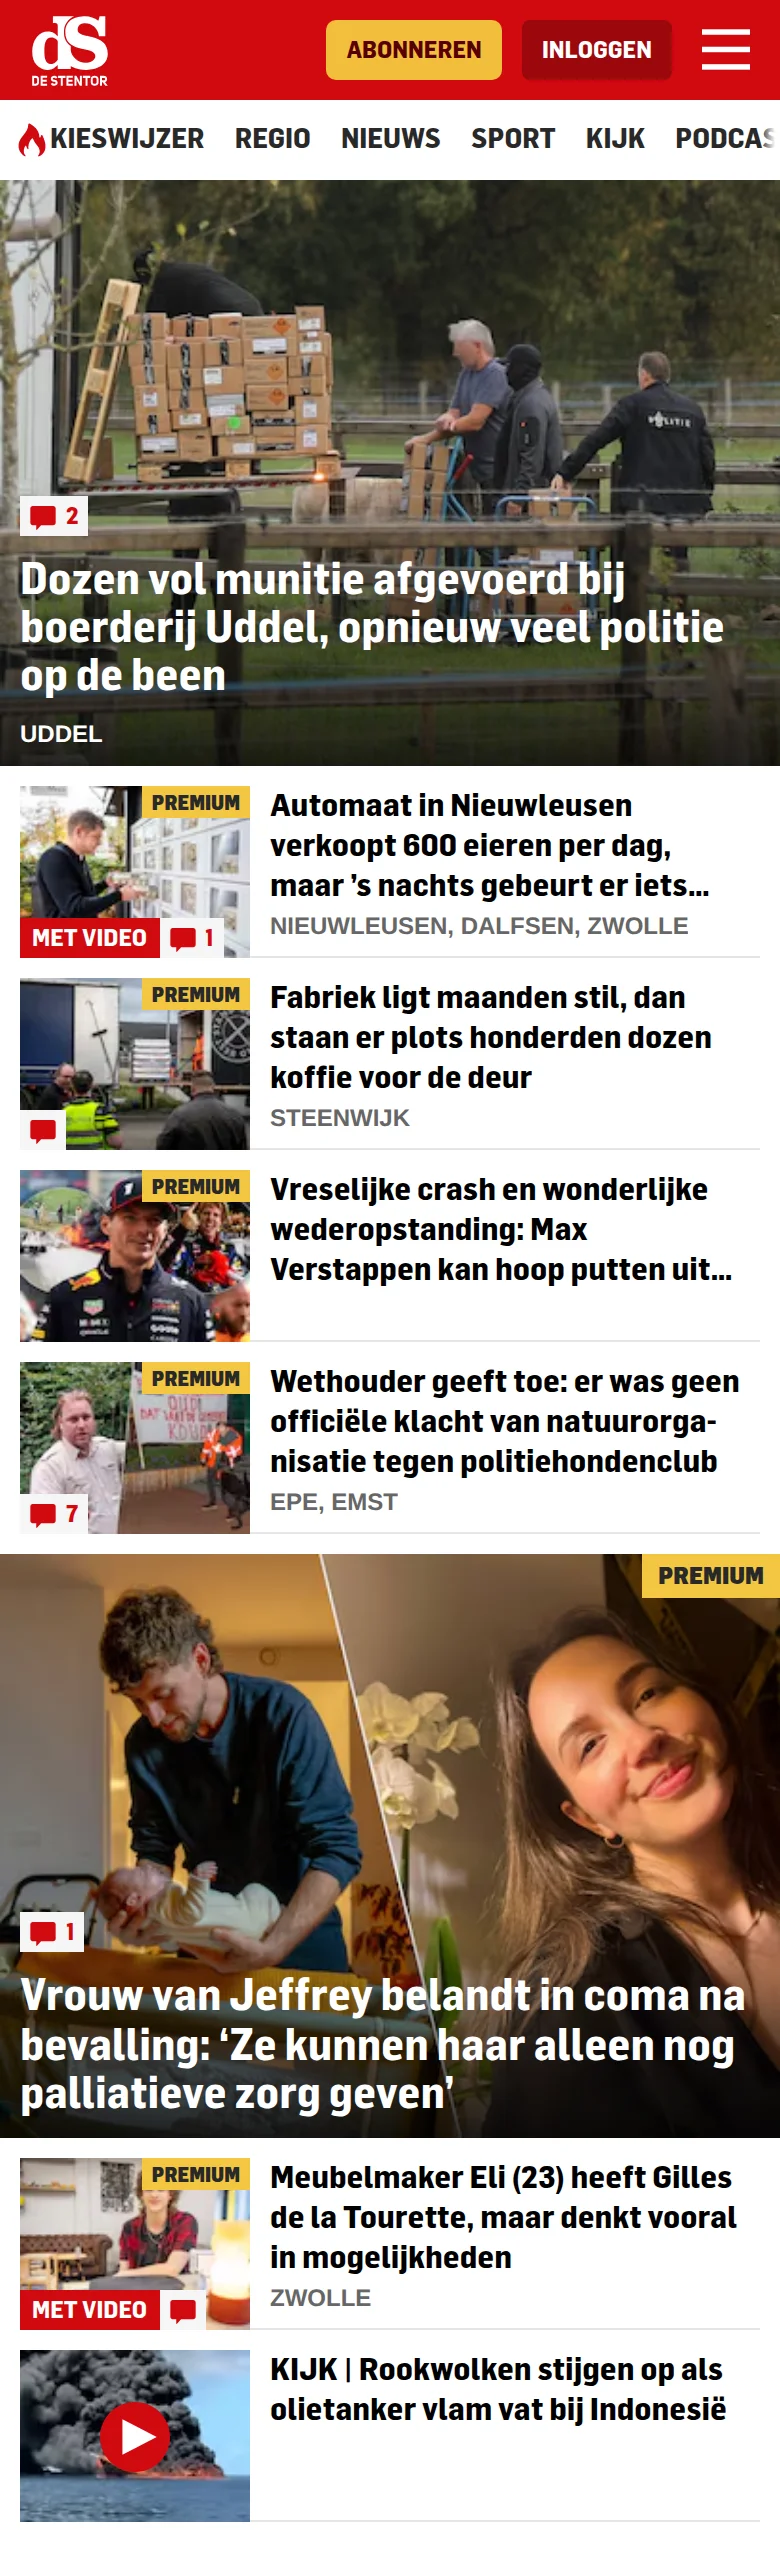 dS
DE STENTOR
ABONNEREN
INLOGGEN
KIESWIJZER REGIO NIEUWS SPORT KIJK PODCAS
POLITIE
2
Dozen vol munitie afgevoerd bij
boerderij Uddel, opnieuw veel politie
op de been
UDDEL
PREMIUM
MET VIDEO
1
Automaat in Nieuwleusen
verkoopt 600 eieren per dag,
maar ’s nachts gebeurt er iets...
NIEUWLEUSEN, DALFSEN, ZWOLLE
PREMIUM
Fabriek ligt maanden stil, dan
staan er plots honderden dozen
koffie voor de deur
STEENWIJK
PREMIUM
Vreselijke crash en wonderlijke
wederopstanding: Max
Verstappen kan hoop putten uit...
PREMIUM
7
Wethouder geeft toe: er was geen
officiële klacht van natuurorga-
nisatie tegen politiehondenclub
EPE, EMST
PREMIUM
1
Vrouw van Jeffrey belandt in coma na
bevalling: ‘Ze kunnen haar alleen nog
palliatieve zorg geven’
PREMIUM
MET VIDEO
Meubelmaker Eli (23) heeft Gilles
de la Tourette, maar denkt vooral
in mogelijkheden
ZWOLLE
KIJK | Rookwolken stijgen op als
olietanker vlam vat bij Indonesië